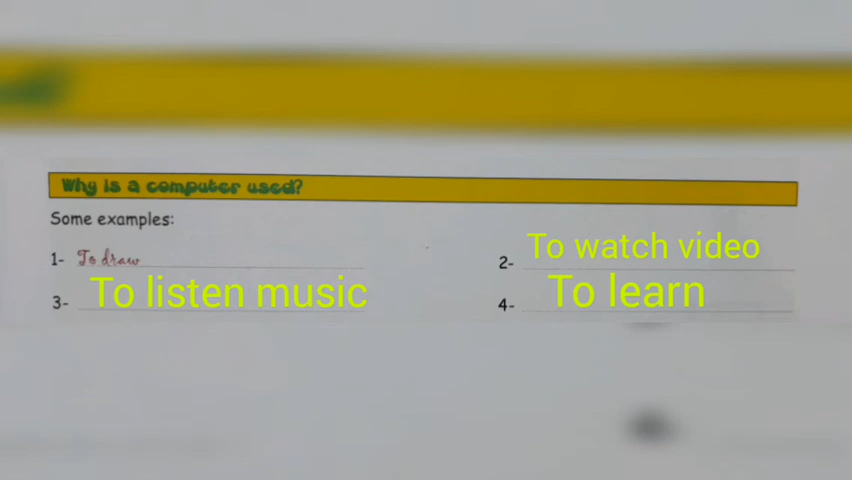 Why is a computer used?
Some examples:
1- To draw
2- To watch video
3- To listen music
4- To learn